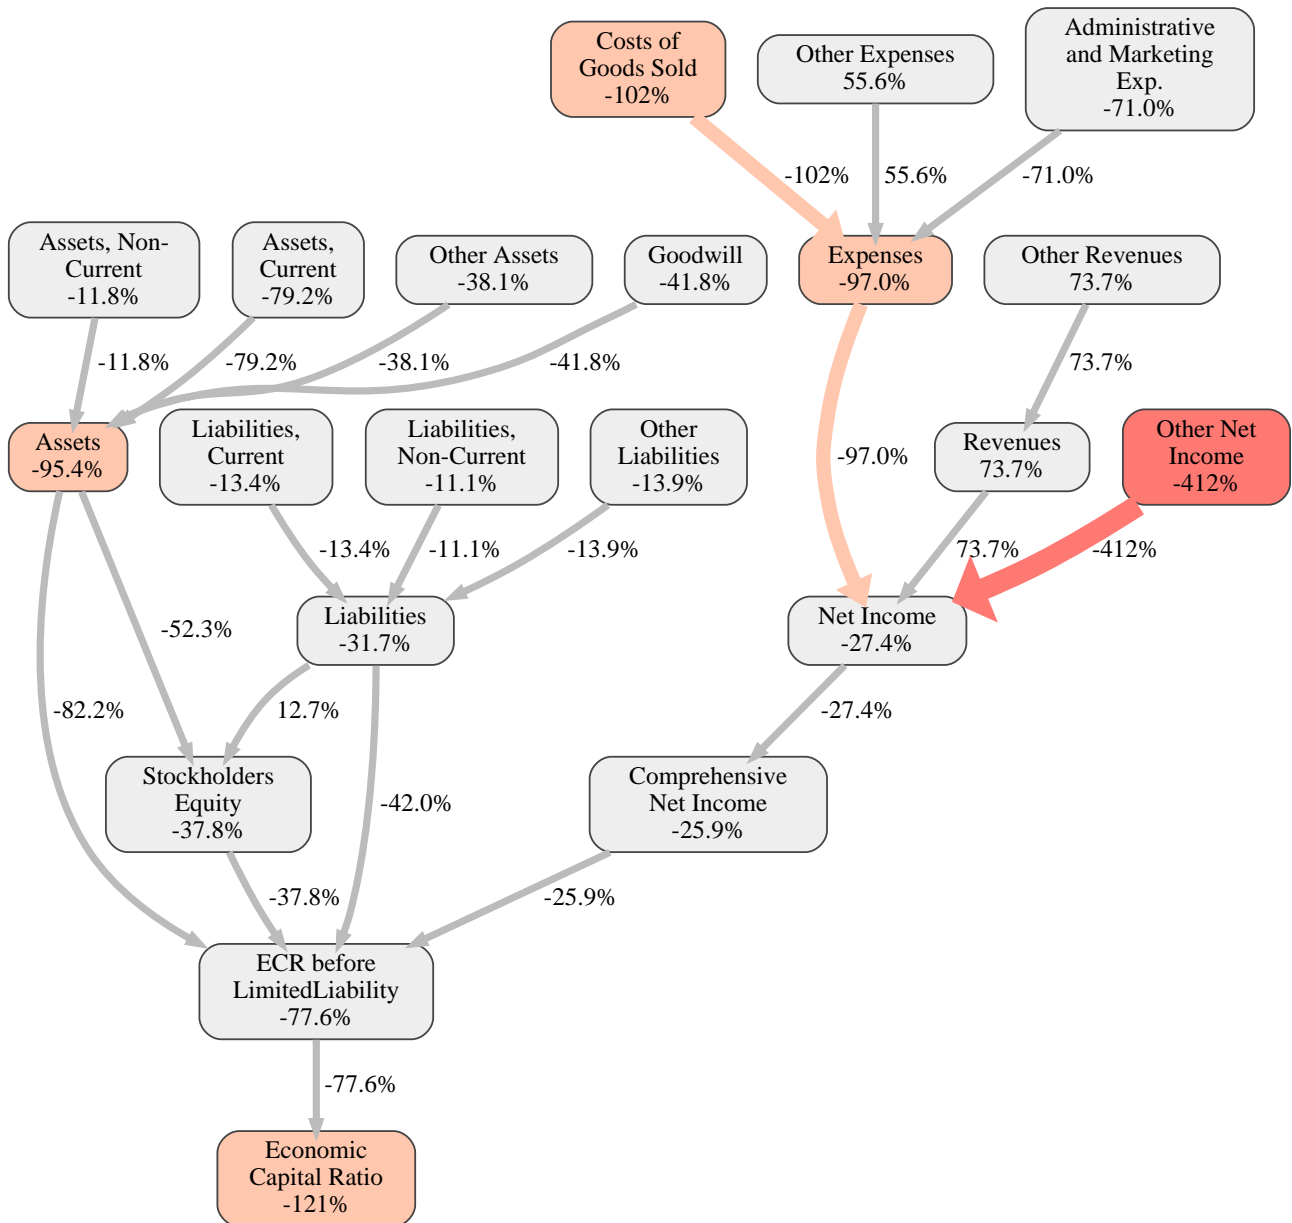 Costs of
Goods Sold
-102%
Other Expenses
55.6%
Administrative
and Marketing
Exp.
-71.0%
-102%
55.6%
-71.0%
Assets, Non-
Current
-11.8%
Assets,
Current
-79.2%
Other Assets
-38.1%
Goodwill
-41.8%
Expenses
-97.0%
Other Revenues
73.7%
-11.8%
-79.2%
-38.1%
-41.8%
73.7%
Assets
-95.4%
Liabilities,
Current
-13.4%
Liabilities,
Non-Current
-11.1%
Other
Liabilities
-13.9%
-97.0%
Revenues
73.7%
Other Net
Income
-412%
-13.4%
-11.1%
-13.9%
73.7%
-412%
-52.3%
Liabilities
-31.7%
Net Income
-27.4%
-82.2%
12.7%
-27.4%
Stockholders
Equity
-37.8%
-42.0%
Comprehensive
Net Income
-25.9%
-37.8%
-25.9%
ECR before
LimitedLiability
-77.6%
-77.6%
Economic
Capital Ratio
-121%